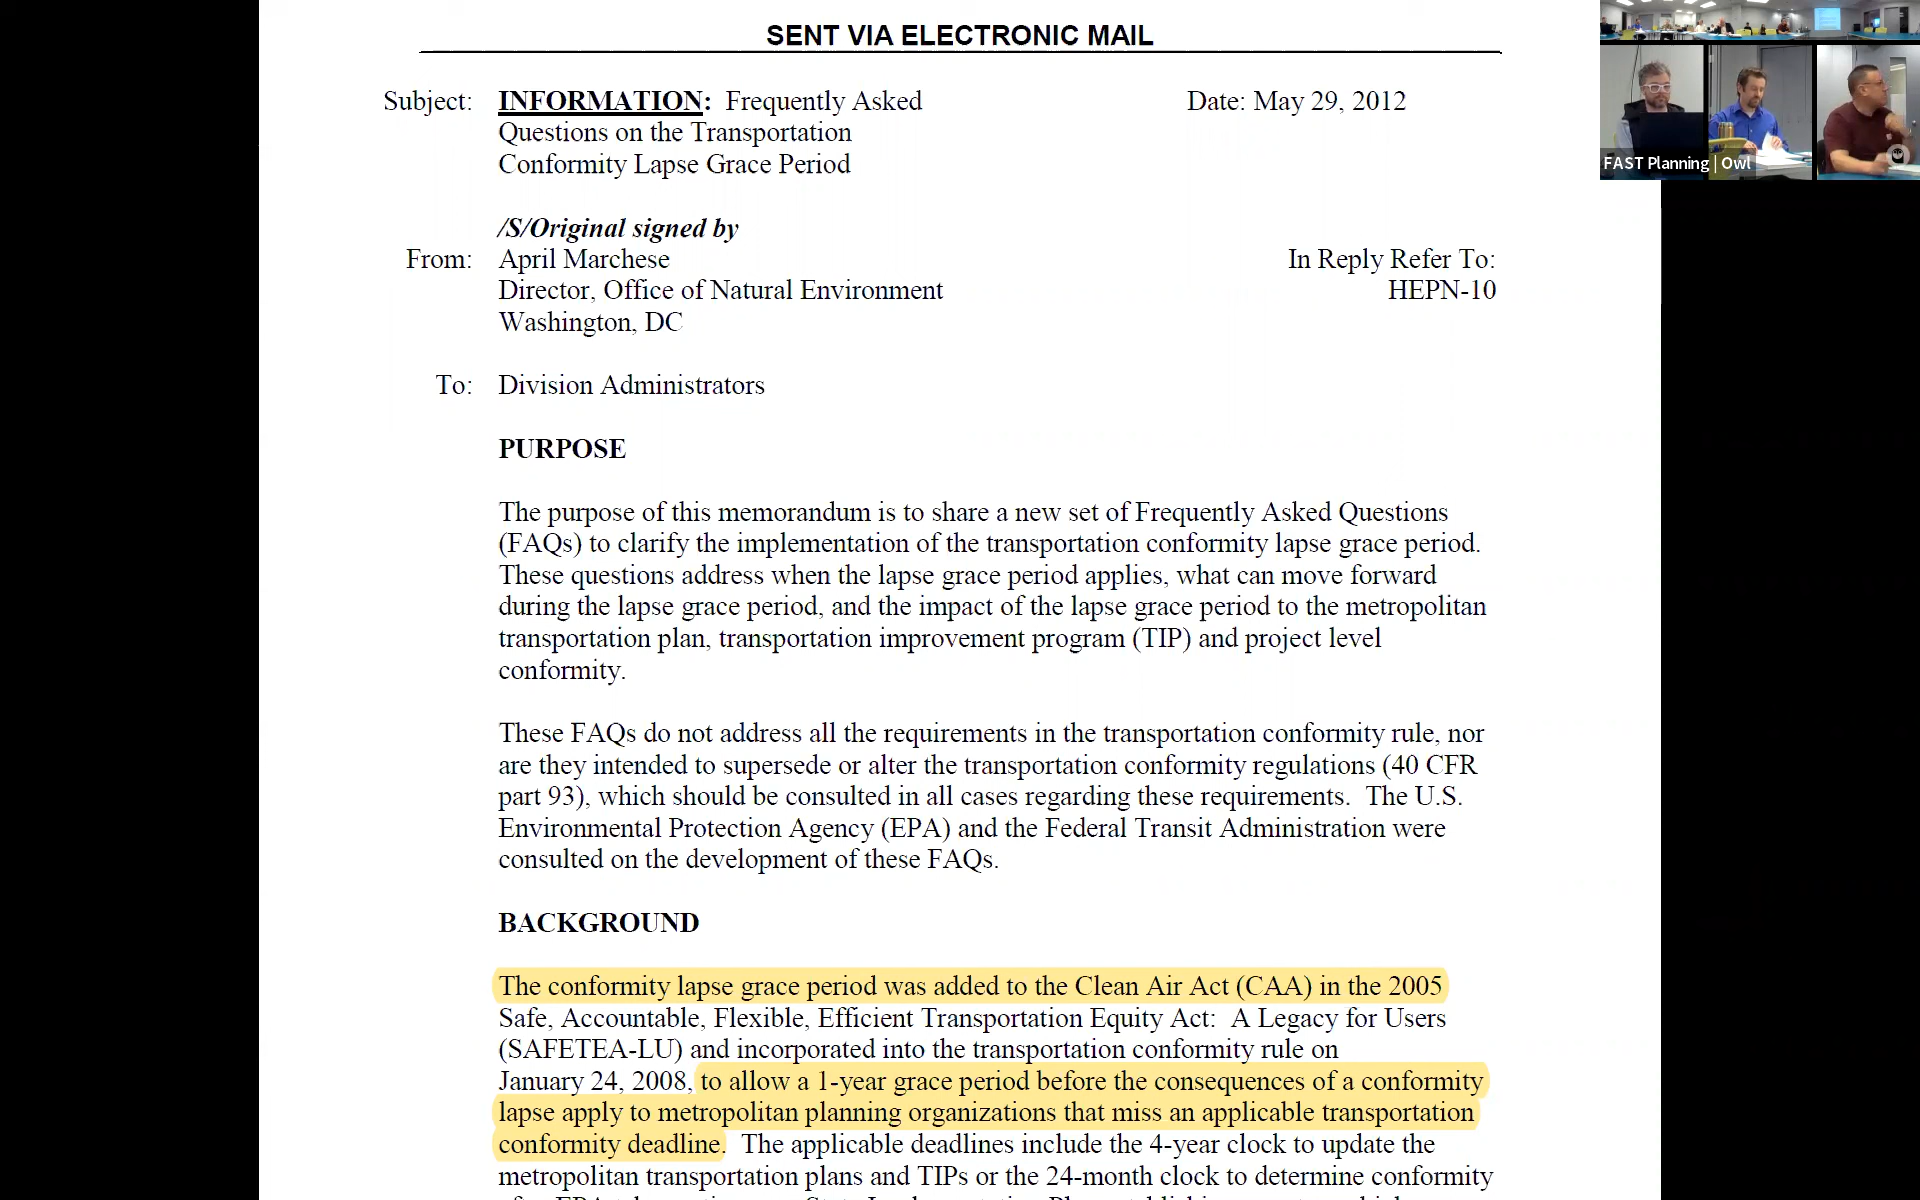 SENT VIA ELECTRONIC MAIL
Subject: INFORMATION: Frequently Asked Date: May 29, 2012
Questions on the Transportation
Conformity Lapse Grace Period
/S/Original signed by
From: April Marchese In Reply Refer To:
Director, Office of Natural Environment HEPN-10
Washington, DC
To: Division Administrators
PURPOSE
The purpose of this memorandum is to share a new set of Frequently Asked Questions
(FAQs) to clarify the implementation of the transportation conformity lapse grace period.
These questions address when the lapse grace period applies, what can move forward
during the lapse grace period, and the impact of the lapse grace period to the metropolitan
transportation plan, transportation improvement program (TIP) and project level
conformity.
These FAQs do not address all the requirements in the transportation conformity rule, nor
are they intended to supersede or alter the transportation conformity regulations (40 CFR
part 93), which should be consulted in all cases regarding these requirements.  The U.S.
Environmental Protection Agency (EPA) and the Federal Transit Administration were
consulted on the development of these FAQs.
BACKGROUND
The conformity lapse grace period was added to the Clean Air Act (CAA) in the 2005
Safe, Accountable, Flexible, Efficient Transportation Equity Act:  A Legacy for Users
(SAFETEA-LU) and incorporated into the transportation conformity rule on
January 24, 2008, to allow a 1-year grace period before the consequences of a conformity
lapse apply to metropolitan planning organizations that miss an applicable transportation
conformity deadline.  The applicable deadlines include the 4-year clock to update the
metropolitan transportation plans and TIPs or the 24-month clock to determine conformity
FAST Planning | Owl